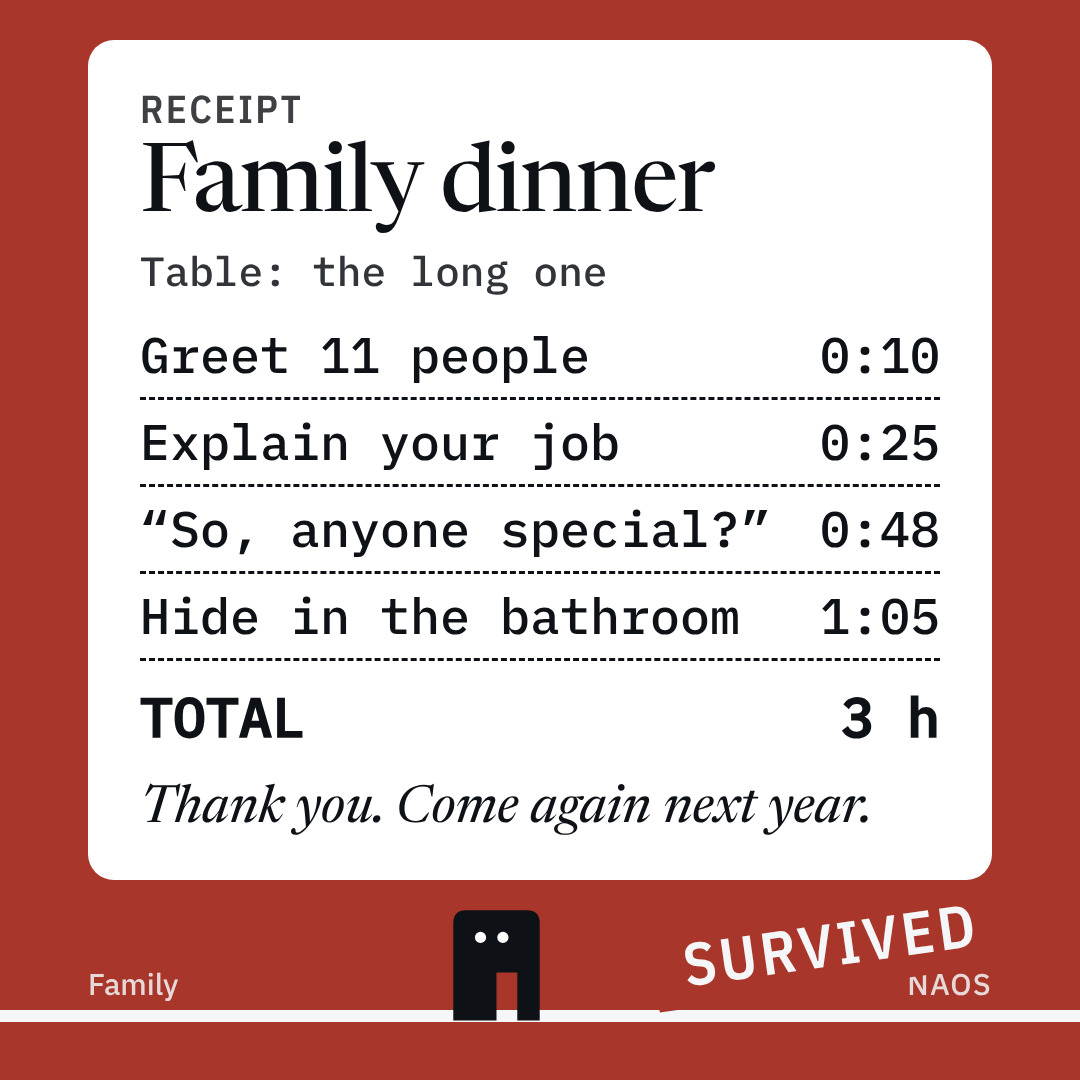 RECEIPT
Family dinner
Table: the long one
Greet 11 people 0:10
Explain your job 0:25
“So, anyone special?” 0:48
Hide in the bathroom 1:05
TOTAL 3 h
Thank you. Come again next year.
SURVIVED
Family NAOS